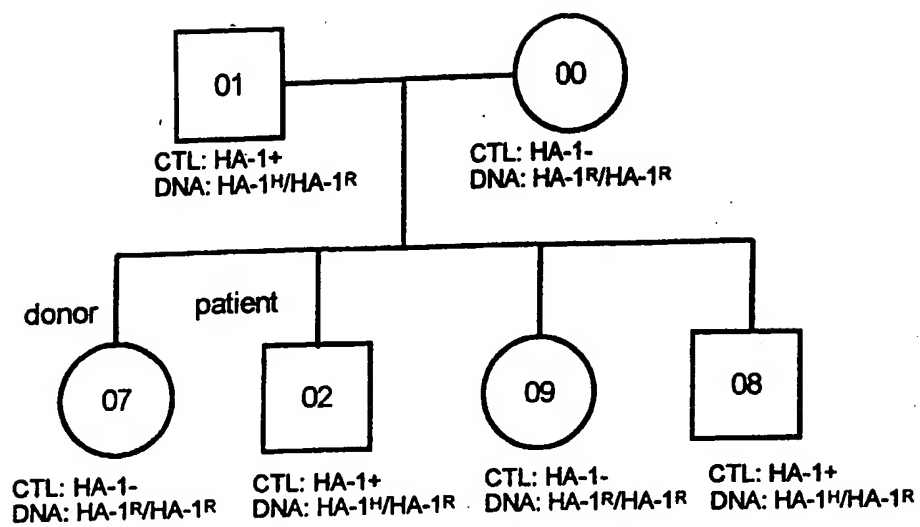 01
00
CTL: HA-1+
DNA: HA-1ᴴ/HA-1ᴿ
CTL: HA-1-
DNA: HA-1ᴿ/HA-1ᴿ
donor
patient
07
02
09
08
CTL: HA-1-
DNA: HA-1ᴿ/HA-1ᴿ
CTL: HA-1+
DNA: HA-1ᴴ/HA-1ᴿ
CTL: HA-1-
DNA: HA-1ᴿ/HA-1ᴿ
CTL: HA-1+
DNA: HA-1ᴴ/HA-1ᴿ